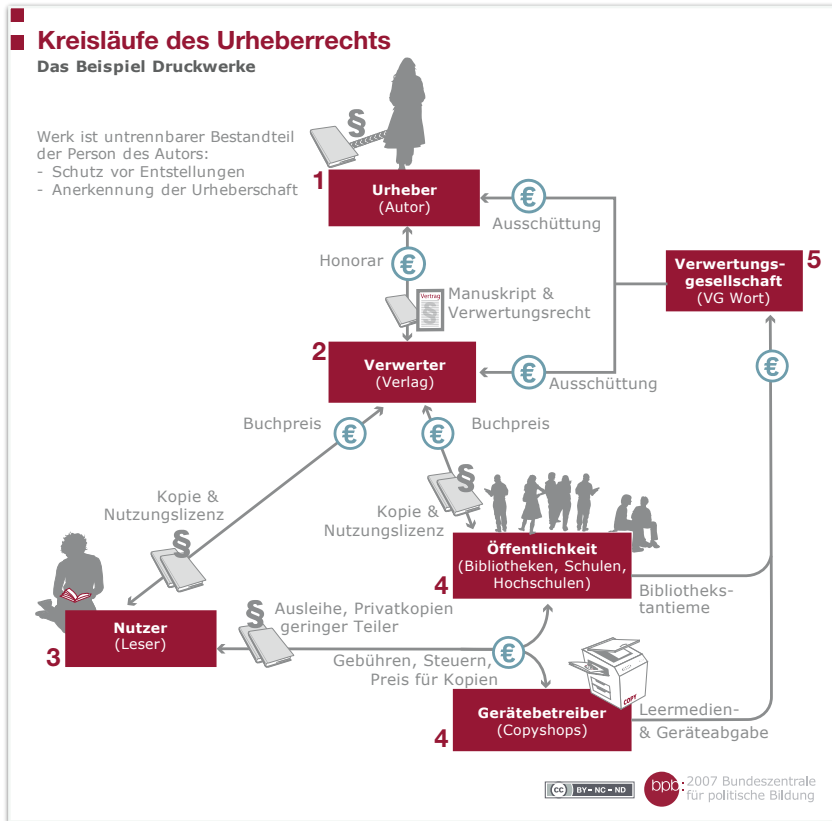 Kreisläufe des Urheberrechts
Das Beispiel Druckwerke
Werk ist untrennbarer Bestandteil
der Person des Autors:
- Schutz vor Entstellungen
- Anerkennung der Urheberschaft
§
1
Urheber
(Autor)
€
Ausschüttung
Honorar
€
Verwertungs-
gesellschaft
(VG Wort)
5
Vertrag
§
Manuskript &
Verwertungsrecht
2
Verwerter
(Verlag)
€
Ausschüttung
€
Buchpreis
€
Buchpreis
€
§
Kopie &
Nutzungslizenz
§
Kopie &
Nutzungslizenz
4
Öffentlichkeit
(Bibliotheken, Schulen,
Hochschulen)
Bibliotheks-
tantieme
3
Nutzer
(Leser)
§
Ausleihe, Privatkopien
geringer Teiler
€
Gebühren, Steuern,
Preis für Kopien
COPY
4
Gerätebetreiber
(Copyshops)
Leermedien-
& Geräteabgabe
cc BY – NC – ND
bpb:
2007 Bundeszentrale
für politische Bildung